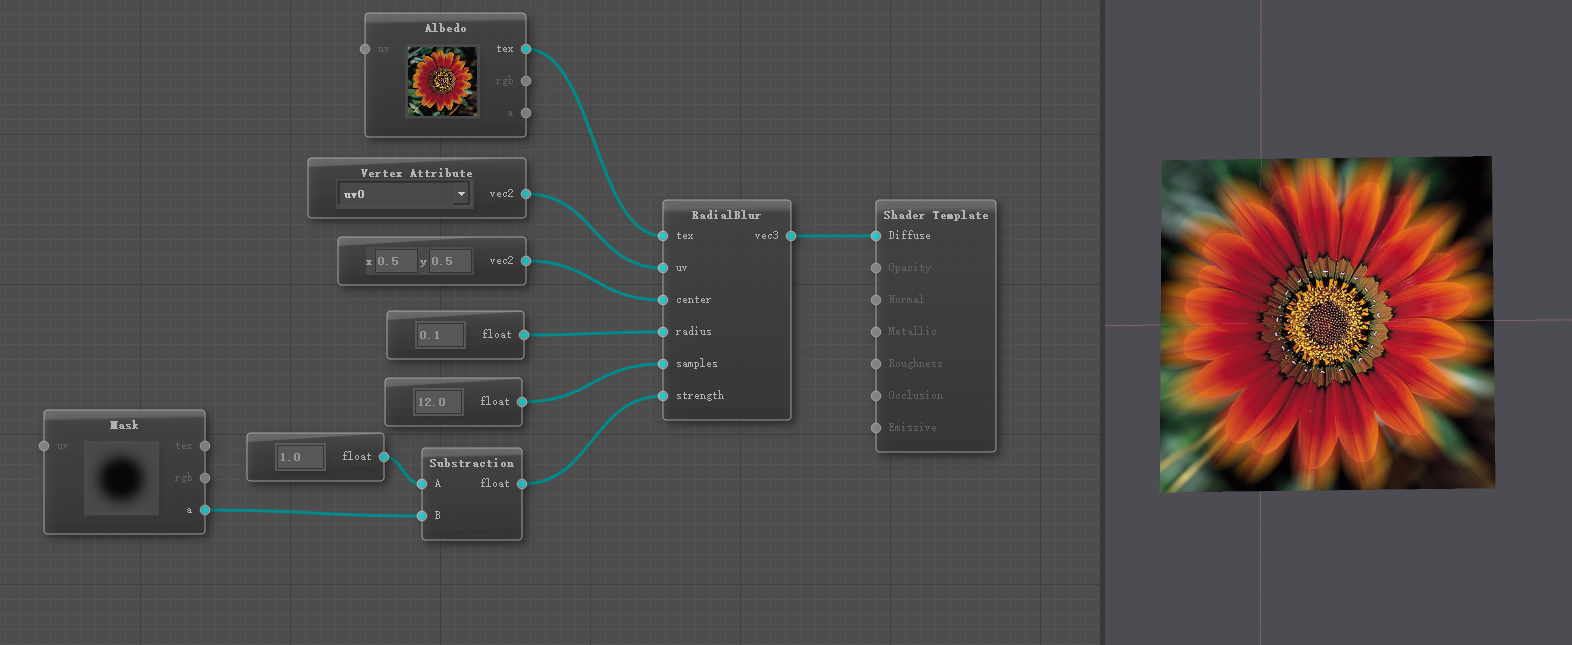 Albedo
uv
tex
rgb
a
Vertex Attribute
uv0
vec2
x 0.5 y 0.5 vec2
0.1 float
12.0 float
Mask
uv
tex
rgb
a
1.0 float
Substraction
A
float
B
RadialBlur
tex
vec3
uv
center
radius
samples
strength
Shader Template
Diffuse
Opacity
Normal
Metallic
Roughness
Occlusion
Emissive